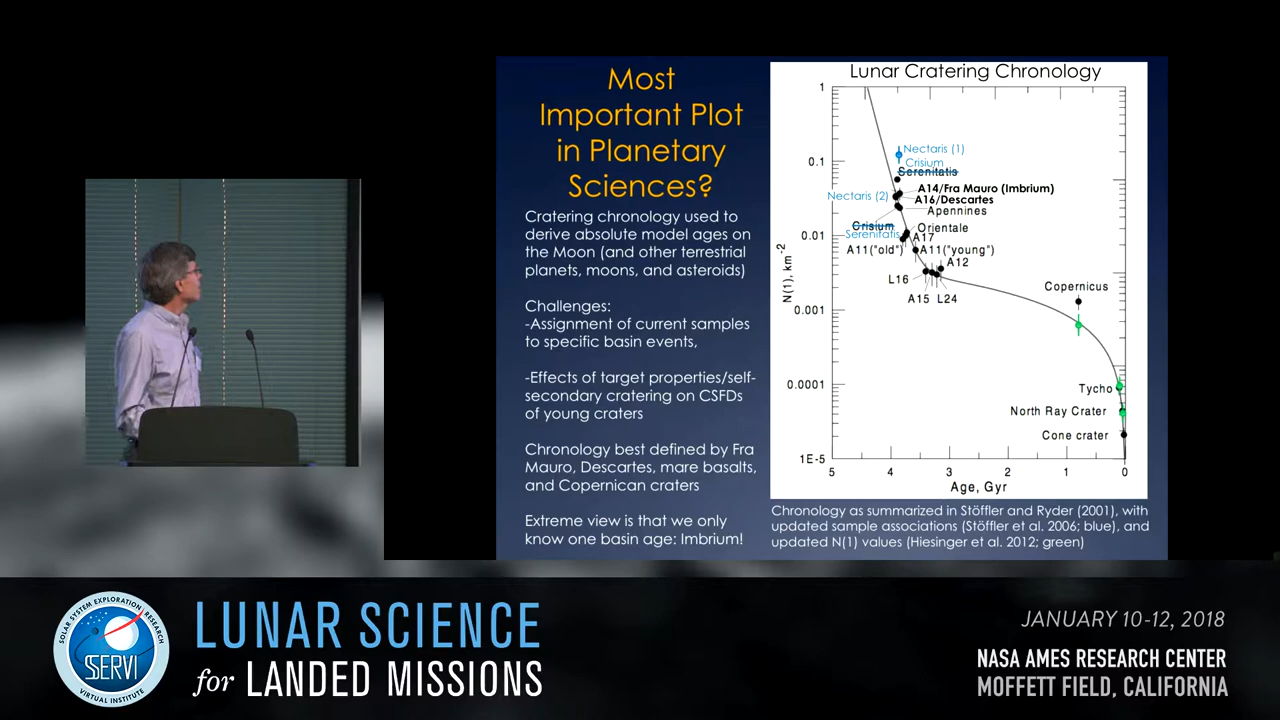 Most
Important Plot
in Planetary
Sciences?
Cratering chronology used to
derive absolute model ages on
the Moon (and other terrestrial
planets, moons, and asteroids)
Challenges:
-Assignment of current samples
to specific basin events,
-Effects of target properties/self-
secondary cratering on CSFDs
of young craters
Chronology best defined by Fra
Mauro, Descartes, mare basalts,
and Copernican craters
Extreme view is that we only
know one basin age: Imbrium!
Lunar Cratering Chronology
1
0.1
0.01
0.001
0.0001
1E-5
N(1), km-2
Nectaris (1)
Crisium
Serenitatis
A14/Fra Mauro (Imbrium)
Nectaris (2)
A16/Descartes
Apennines
Crisium
Orientale
Serenitatis
A17
A11("old")
A11("young")
A12
L16
A15
L24
Copernicus
Tycho
North Ray Crater
Cone crater
5 4 3 2 1 0
Age, Gyr
Chronology as summarized in Stöffler and Ryder (2001), with
updated sample associations (Stöffler et al. 2006; blue), and
updated N(1) values (Hiesinger et al. 2012; green)
SOLAR SYSTEM EXPLORATION RESEARCH
SSERVI
VIRTUAL INSTITUTE
LUNAR SCIENCE
for LANDED MISSIONS
JANUARY 10-12, 2018
NASA AMES RESEARCH CENTER
MOFFETT FIELD, CALIFORNIA